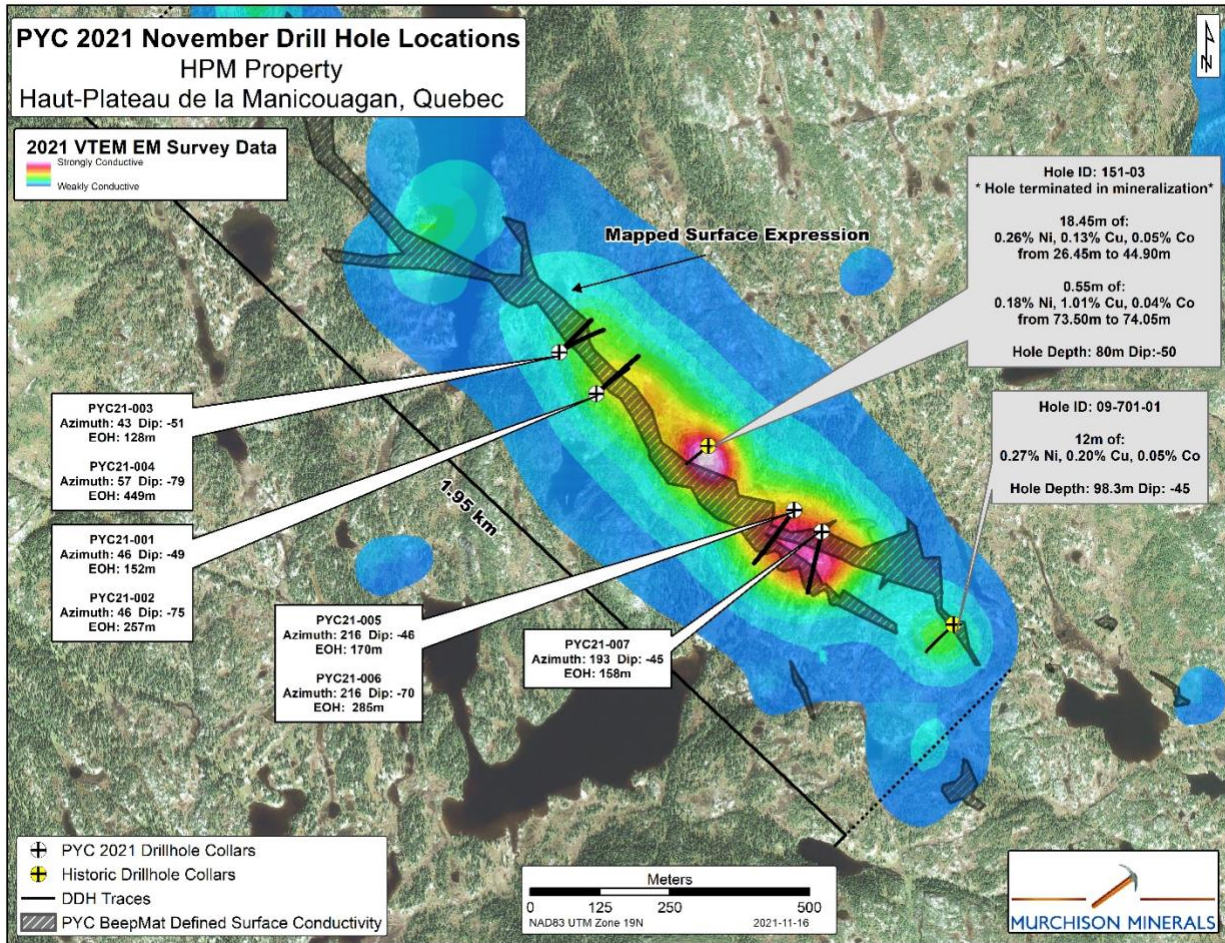 PYC 2021 November Drill Hole Locations
HPM Property
Haut-Plateau de la Manicouagan, Quebec
N
2021 VTEM EM Survey Data
Strongly Conductive
Weakly Conductive
Hole ID: 151-03
* Hole terminated in mineralization*
18.45m of:
0.26% Ni, 0.13% Cu, 0.05% Co
from 26.45m to 44.90m
0.55m of:
0.18% Ni, 1.01% Cu, 0.04% Co
from 73.50m to 74.05m
Hole Depth: 80m Dip:-50
Mapped Surface Expression
PYC21-003
Azimuth: 43 Dip: -51
EOH: 128m
PYC21-004
Azimuth: 57 Dip: -79
EOH: 449m
Hole ID: 09-701-01
12m of:
0.27% Ni, 0.20% Cu, 0.05% Co
Hole Depth: 98.3m Dip: -45
1.95 km
PYC21-001
Azimuth: 46 Dip: -49
EOH: 152m
PYC21-002
Azimuth: 46 Dip: -75
EOH: 257m
PYC21-005
Azimuth: 216 Dip: -46
EOH: 170m
PYC21-006
Azimuth: 216 Dip: -70
EOH: 285m
PYC21-007
Azimuth: 193 Dip: -45
EOH: 158m
PYC 2021 Drillhole Collars
Historic Drillhole Collars
DDH Traces
PYC BeepMat Defined Surface Conductivity
Meters
0 125 250 500
NAD83 UTM Zone 19N 2021-11-16
MURCHISON MINERALS